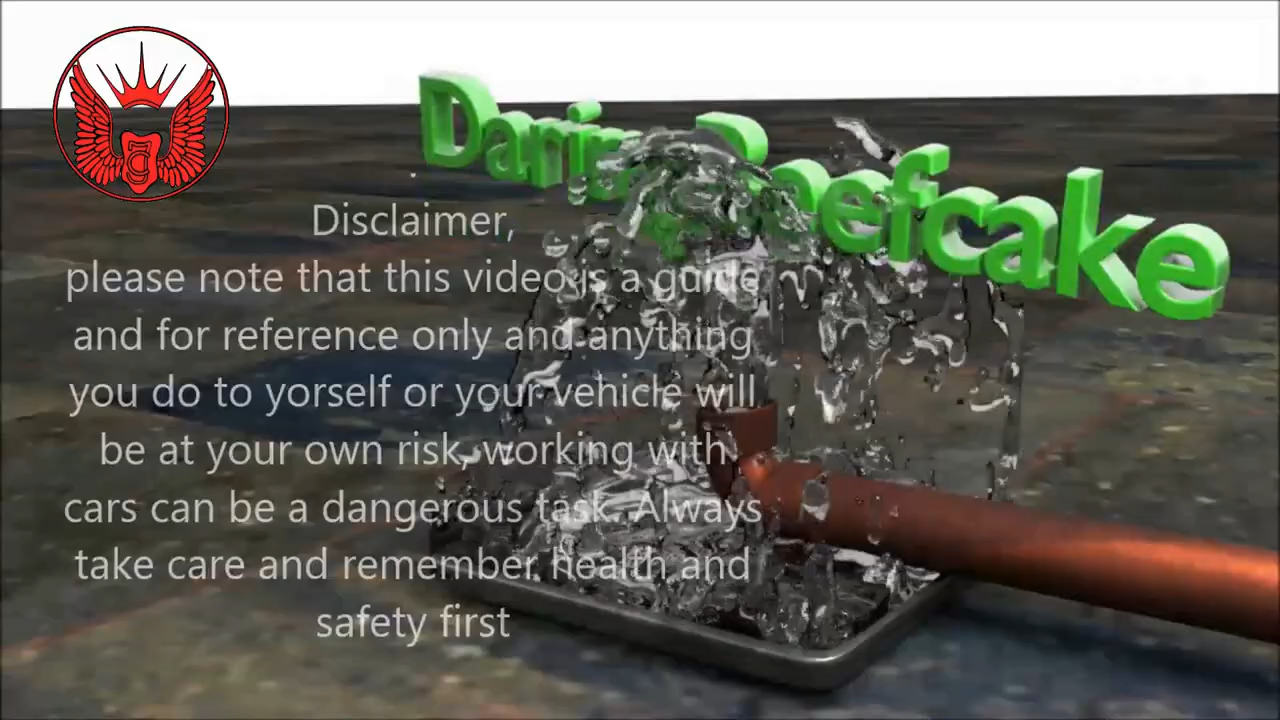 Daring Beefcake
Disclaimer,
please note that this video is a guide
and for reference only and anything
you do to yorself or your vehicle will
be at your own risk, working with
cars can be a dangerous task. Always
take care and remember health and
safety first